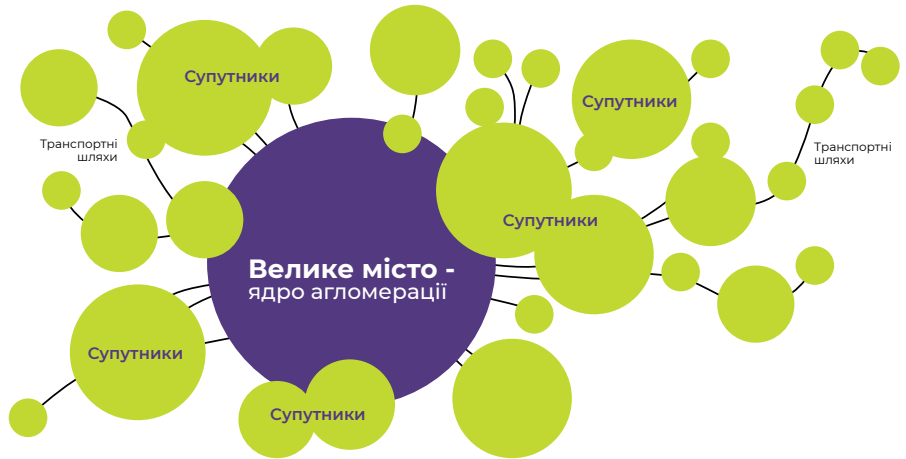 Супутники
Супутники
Транспортні
шляхи
Транспортні
шляхи
Супутники
Велике місто -
ядро агломерації
Супутники
Супутники